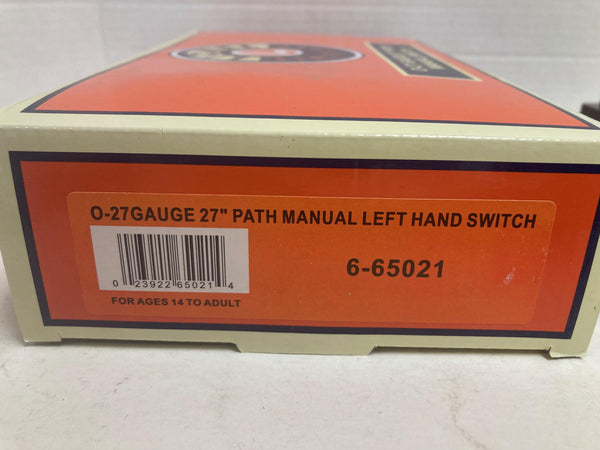 O-27GAUGE 27" PATH MANUAL LEFT HAND SWITCH
6-65021
0 23922 65021 4
FOR AGES 14 TO ADULT